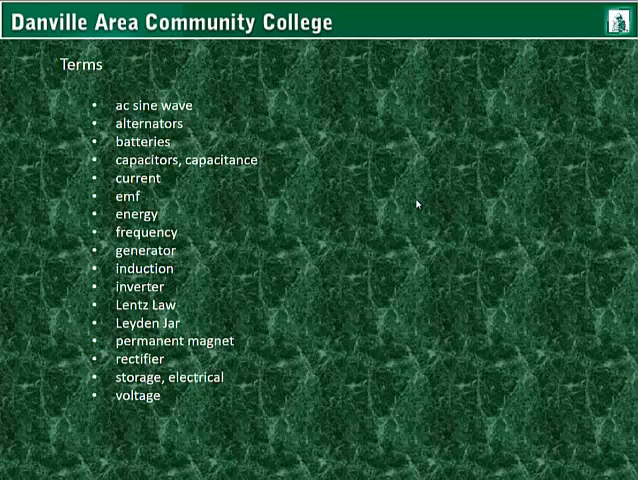 Danville Area Community College
Terms
• ac sine wave
• alternators
• batteries
• capacitors, capacitance
• current
• emf
• energy
• frequency
• generator
• induction
• inverter
• Lentz Law
• Leyden Jar
• permanent magnet
• rectifier
• storage, electrical
• voltage